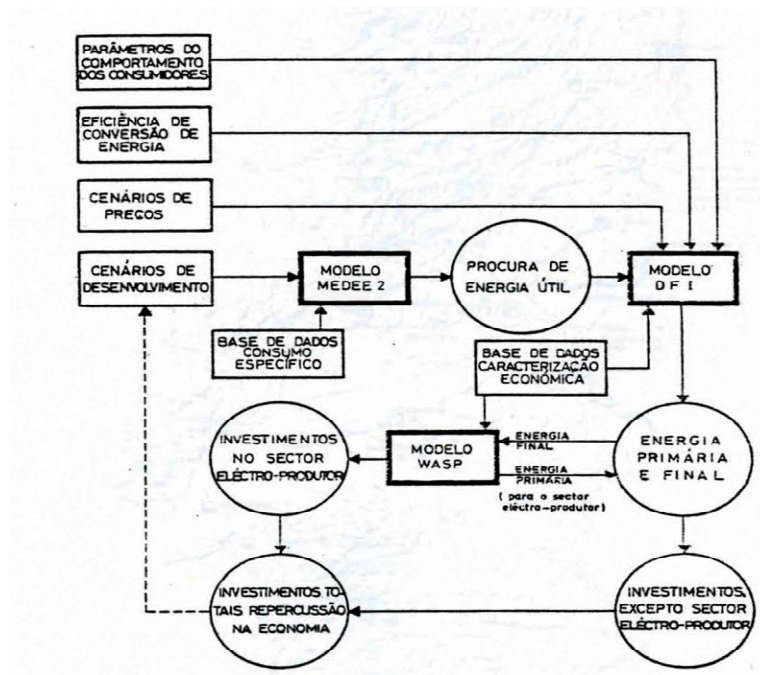 PARÂMETROS DO
COMPORTAMENTO
DOS CONSUMIDORES
EFICIÊNCIA DE
CONVERSÃO DE
ENERGIA
CENÁRIOS DE
PREÇOS
CENÁRIOS DE
DESENVOLVIMENTO
MODELO
MEDEE 2
PROCURA DE
ENERGIA ÚTIL
MODELO
DFI
BASE DE DADOS
CONSUMO
ESPECÍFICO
BASE DE DADOS
CARACTERIZAÇÃO
ECONÓMICA
INVESTIMENTOS
NO SECTOR
ELÉCTRO-PRODUTOR
MODELO
WASP
ENERGIA
FINAL
ENERGIA
PRIMÁRIA
(para o sector
eléctro-produtor)
ENERGIA
PRIMÁRIA
E FINAL
INVESTIMENTOS TO-
TAIS REPERCUSSÃO
NA ECONOMIA
INVESTIMENTOS,
EXCEPTO SECTOR
ELÉCTRO-PRODUTOR